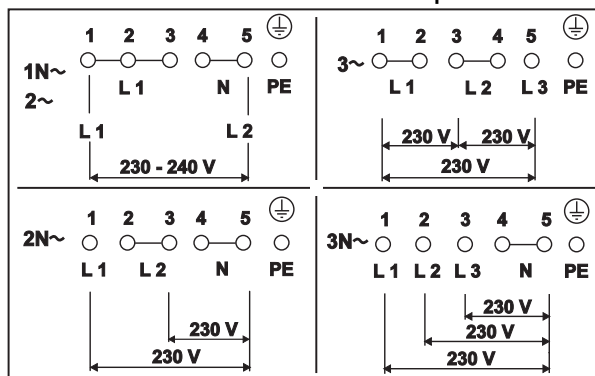 1 2 3 4 5
1N~
L 1 N PE
2~
L 1 L 2
230 - 240 V
1 2 3 4 5
3~
L 1 L 2 L 3 PE
230 V 230 V
230 V
1 2 3 4 5
2N~
L 1 L 2 N PE
230 V
230 V
1 2 3 4 5
3N~
L 1 L 2 L 3 N PE
230 V
230 V
230 V